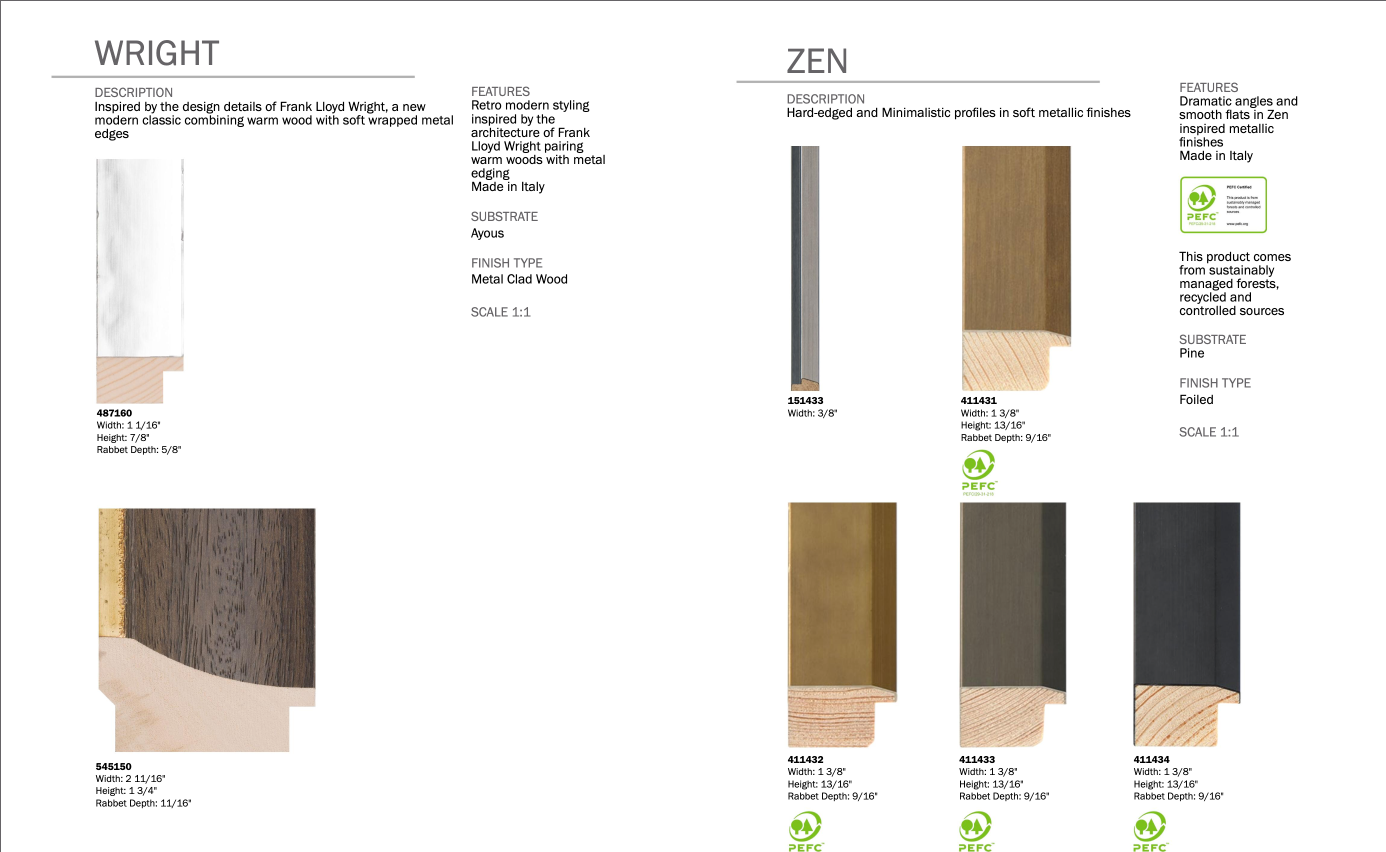 WRIGHT
DESCRIPTION
Inspired by the design details of Frank Lloyd Wright, a new
modern classic combining warm wood with soft wrapped metal
edges
FEATURES
Retro modern styling
inspired by the
architecture of Frank
Lloyd Wright pairing
warm woods with metal
edging
Made in Italy
SUBSTRATE
Ayous
FINISH TYPE
Metal Clad Wood
SCALE 1:1
487160
Width: 1 1/16"
Height: 7/8"
Rabbet Depth: 5/8"
545150
Width: 2 11/16"
Height: 1 3/4"
Rabbet Depth: 11/16"
ZEN
DESCRIPTION
Hard-edged and Minimalistic profiles in soft metallic finishes
FEATURES
Dramatic angles and
smooth flats in Zen
inspired metallic
finishes
Made in Italy
PEFC
PEFC Certified
This product is from
sustainably managed
forests and controlled
sources
www.pefc.org
This product comes
from sustainably
managed forests,
recycled and
controlled sources
SUBSTRATE
Pine
FINISH TYPE
Foiled
SCALE 1:1
151433
Width: 3/8"
411431
Width: 1 3/8"
Height: 13/16"
Rabbet Depth: 9/16"
PEFC
411432
Width: 1 3/8"
Height: 13/16"
Rabbet Depth: 9/16"
PEFC
411433
Width: 1 3/8"
Height: 13/16"
Rabbet Depth: 9/16"
PEFC
411434
Width: 1 3/8"
Height: 13/16"
Rabbet Depth: 9/16"
PEFC